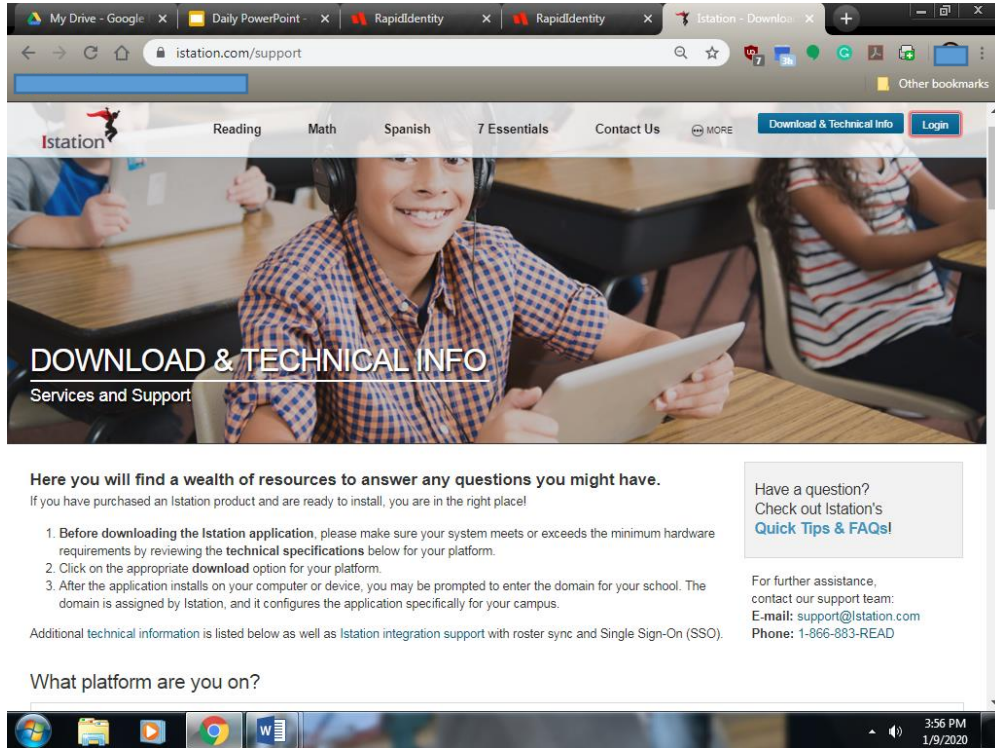 My Drive - Google
Daily PowerPoint -
RapidIdentity
RapidIdentity
Istation - Download
istation.com/support
7
3h
Other bookmarks
Istation
Reading Math Spanish 7 Essentials Contact Us MORE Download & Technical Info Login
DOWNLOAD & TECHNICAL INFO
Services and Support
Here you will find a wealth of resources to answer any questions you might have.
If you have purchased an Istation product and are ready to install, you are in the right place!
1. Before downloading the Istation application, please make sure your system meets or exceeds the minimum hardware
requirements by reviewing the technical specifications below for your platform.
2. Click on the appropriate download option for your platform.
3. After the application installs on your computer or device, you may be prompted to enter the domain for your school. The
domain is assigned by Istation, and it configures the application specifically for your campus.
Additional technical information is listed below as well as Istation integration support with roster sync and Single Sign-On (SSO).
What platform are you on?
Have a question?
Check out Istation's
Quick Tips & FAQs!
For further assistance,
contact our support team:
E-mail: support@Istation.com
Phone: 1-866-883-READ
3:56 PM
1/9/2020